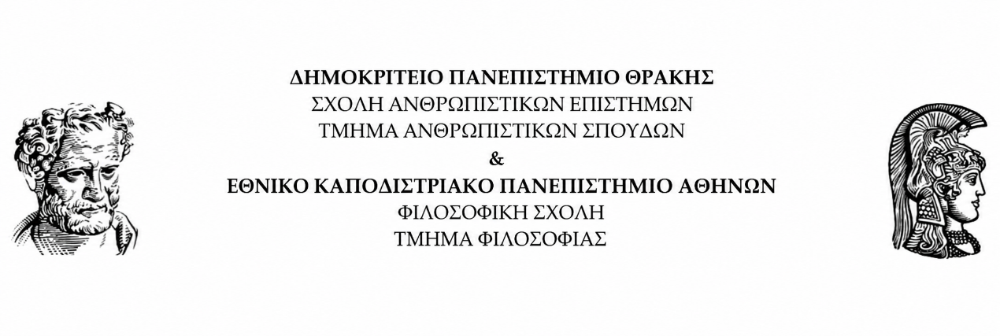 ΔΗΜΟΚΡΙΤΕΙΟ ΠΑΝΕΠΙΣΤΗΜΙΟ ΘΡΑΚΗΣ
ΣΧΟΛΗ ΑΝΘΡΩΠΙΣΤΙΚΩΝ ΕΠΙΣΤΗΜΩΝ
ΤΜΗΜΑ ΑΝΘΡΩΠΙΣΤΙΚΩΝ ΣΠΟΥΔΩΝ
&
ΕΘΝΙΚΟ ΚΑΠΟΔΙΣΤΡΙΑΚΟ ΠΑΝΕΠΙΣΤΗΜΙΟ ΑΘΗΝΩΝ
ΦΙΛΟΣΟΦΙΚΗ ΣΧΟΛΗ
ΤΜΗΜΑ ΦΙΛΟΣΟΦΙΑΣ